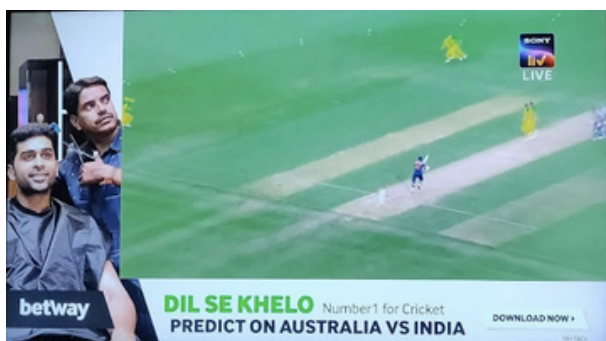 SONY
LIV
LIVE
betway
DIL SE KHELO Number1 for Cricket
PREDICT ON AUSTRALIA VS INDIA
DOWNLOAD NOW